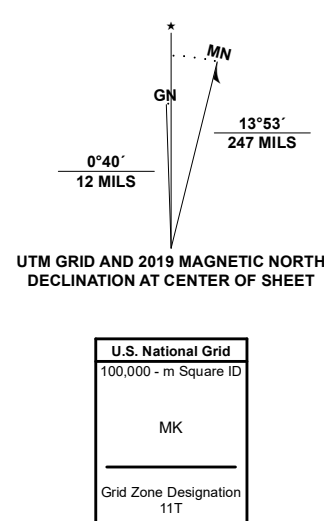 ★
MN
GN
13°53´
247 MILS
0°40´
12 MILS
UTM GRID AND 2019 MAGNETIC NORTH
DECLINATION AT CENTER OF SHEET
U.S. National Grid
100,000 - m Square ID
MK
Grid Zone Designation
11T